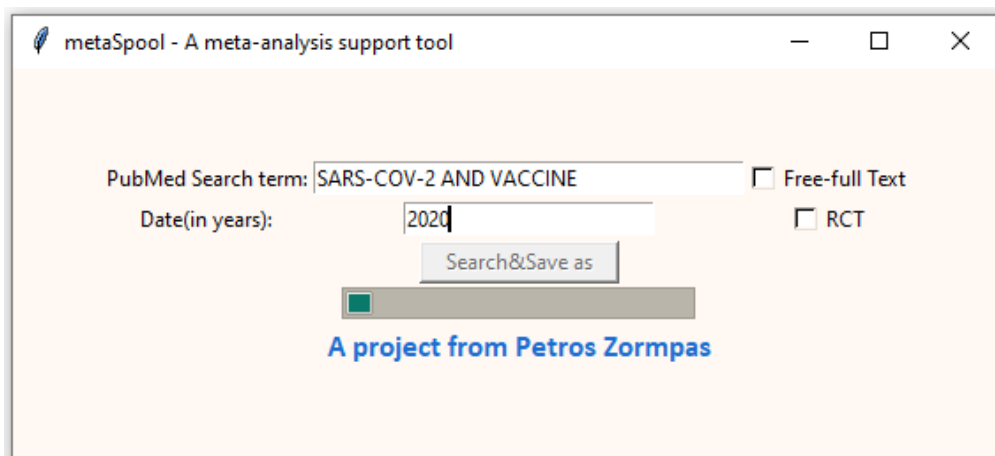 metaSpool - A meta-analysis support tool
PubMed Search term: SARS-COV-2 AND VACCINE Free-full Text
Date(in years): 2020 RCT
Search&Save as
A project from Petros Zormpas